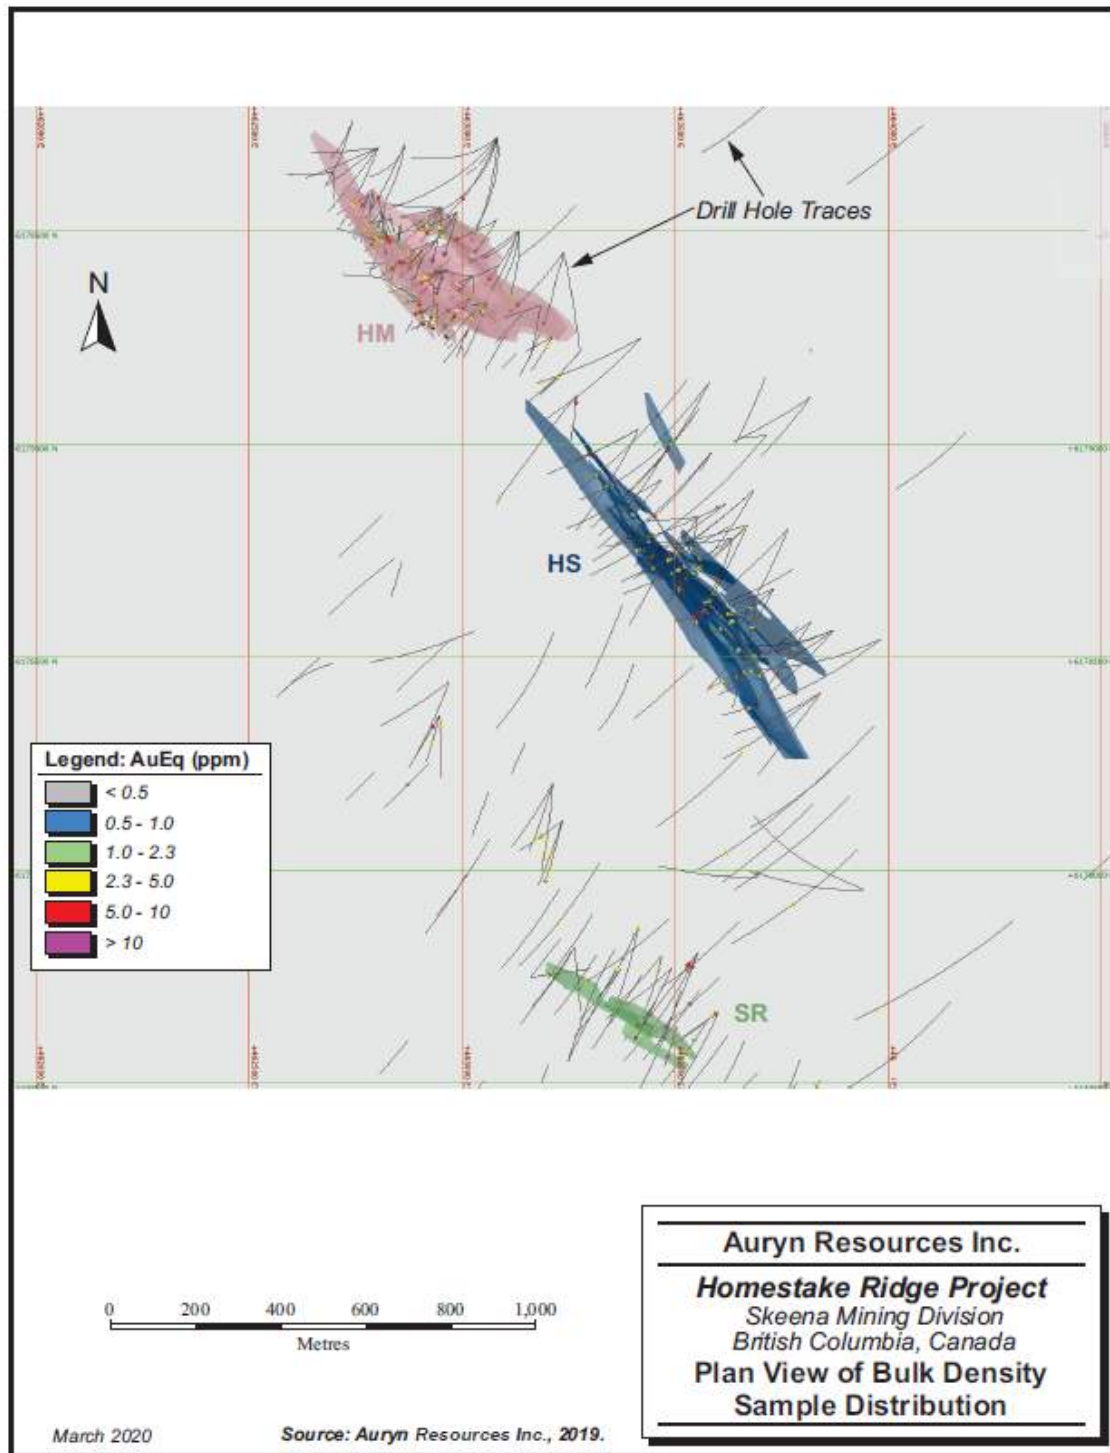 Drill Hole Traces
N
HM
HS
Legend: AuEq (ppm)
< 0.5
0.5 - 1.0
1.0 - 2.3
2.3 - 5.0
5.0 - 10
> 10
SR
0 200 400 600 800 1,000
Metres
Auryn Resources Inc.
Homestake Ridge Project
Skeena Mining Division
British Columbia, Canada
Plan View of Bulk Density
Sample Distribution
March 2020
Source: Auryn Resources Inc., 2019.